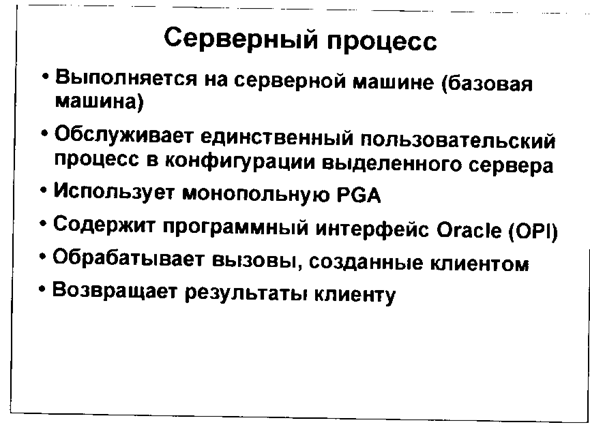 Серверный процесс
• Выполняется на серверной машине (базовая
машина)
• Обслуживает единственный пользовательский
процесс в конфигурации выделенного сервера
• Использует монопольную PGA
• Содержит программный интерфейс Oracle (OPI)
• Обрабатывает вызовы, созданные клиентом
• Возвращает результаты клиенту